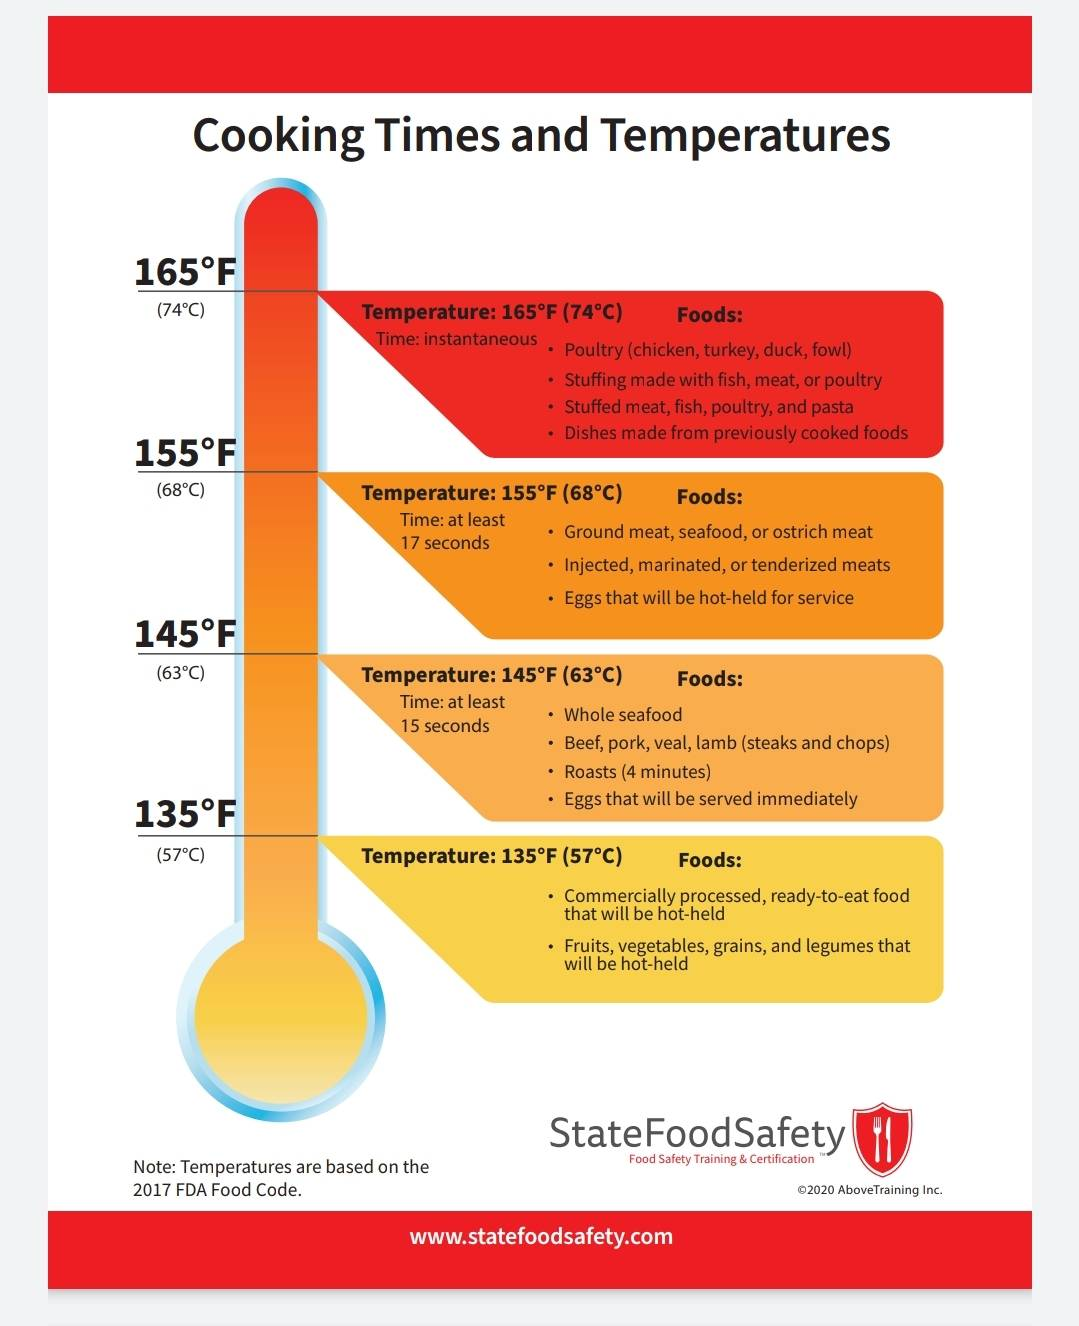 Cooking Times and Temperatures
165°F
(74°C)
Temperature: 165°F (74°C)
Time: instantaneous
Foods:
• Poultry (chicken, turkey, duck, fowl)
• Stuffing made with fish, meat, or poultry
• Stuffed meat, fish, poultry, and pasta
• Dishes made from previously cooked foods
155°F
(68°C)
Temperature: 155°F (68°C)
Time: at least
17 seconds
Foods:
• Ground meat, seafood, or ostrich meat
• Injected, marinated, or tenderized meats
• Eggs that will be hot-held for service
145°F
(63°C)
Temperature: 145°F (63°C)
Time: at least
15 seconds
Foods:
• Whole seafood
• Beef, pork, veal, lamb (steaks and chops)
• Roasts (4 minutes)
• Eggs that will be served immediately
135°F
(57°C)
Temperature: 135°F (57°C)
Foods:
• Commercially processed, ready-to-eat food
that will be hot-held
• Fruits, vegetables, grains, and legumes that
will be hot-held
StateFoodSafety
Food Safety Training & Certification ™
©2020 AboveTraining Inc.
Note: Temperatures are based on the
2017 FDA Food Code.
www.statefoodsafety.com